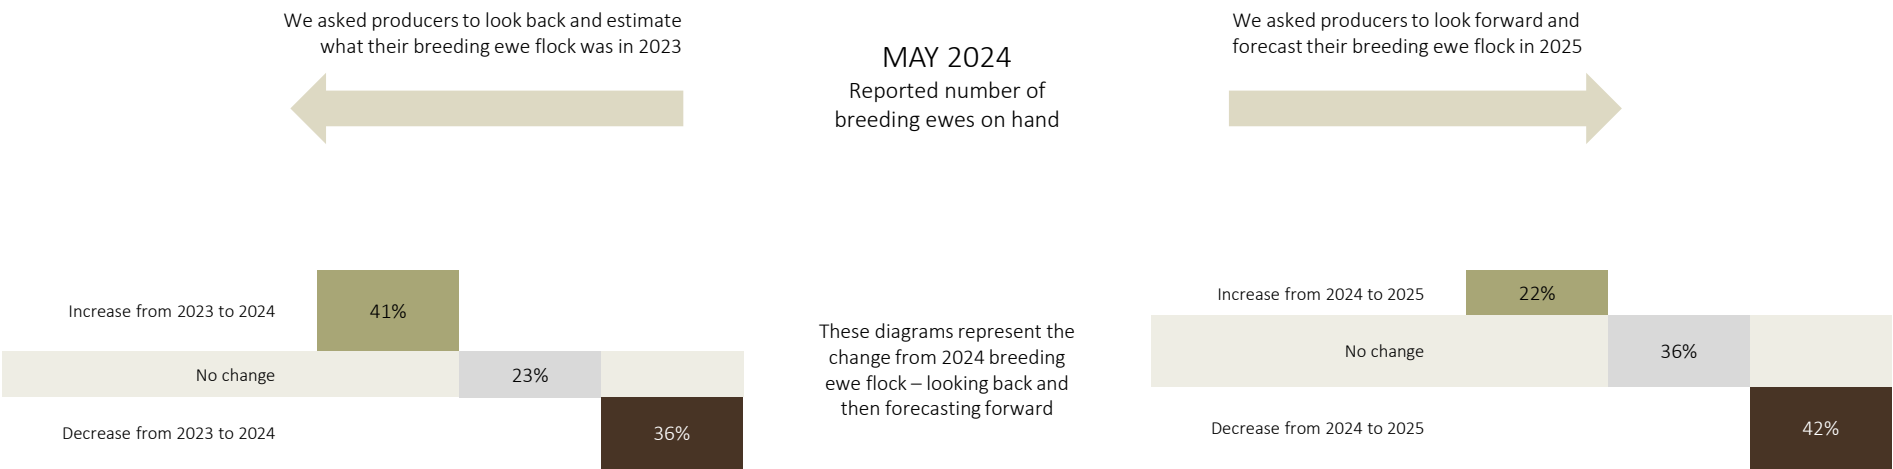 We asked producers to look back and estimate
what their breeding ewe flock was in 2023
MAY 2024
Reported number of
breeding ewes on hand
We asked producers to look forward and
forecast their breeding ewe flock in 2025
Increase from 2023 to 2024
41%
No change
23%
Decrease from 2023 to 2024
36%
These diagrams represent the
change from 2024 breeding
ewe flock – looking back and
then forecasting forward
Increase from 2024 to 2025
22%
No change
36%
Decrease from 2024 to 2025
42%